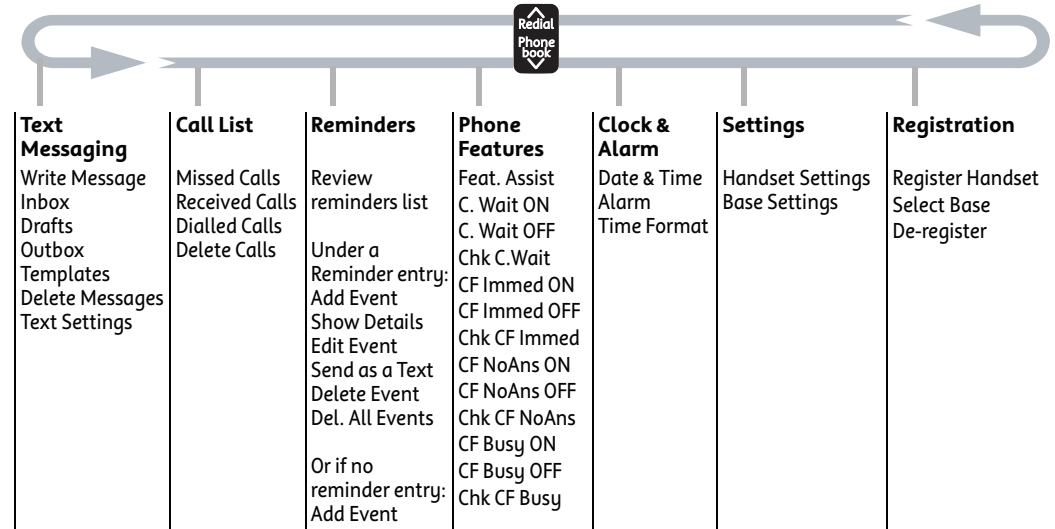 Redial
Phone
book
Text
Messaging
Write Message
Inbox
Drafts
Outbox
Templates
Delete Messages
Text Settings
Call List
Missed Calls
Received Calls
Dialled Calls
Delete Calls
Reminders
Review
reminders list
Under a
Reminder entry:
Add Event
Show Details
Edit Event
Send as a Text
Delete Event
Del. All Events
Or if no
reminder entry:
Add Event
Phone
Features
Feat. Assist
C. Wait ON
C. Wait OFF
Chk C.Wait
CF Immed ON
CF Immed OFF
Chk CF Immed
CF NoAns ON
CF NoAns OFF
Chk CF NoAns
CF Busy ON
CF Busy OFF
Chk CF Busy
Clock &
Alarm
Date & Time
Alarm
Time Format
Settings
Handset Settings
Base Settings
Registration
Register Handset
Select Base
De-register